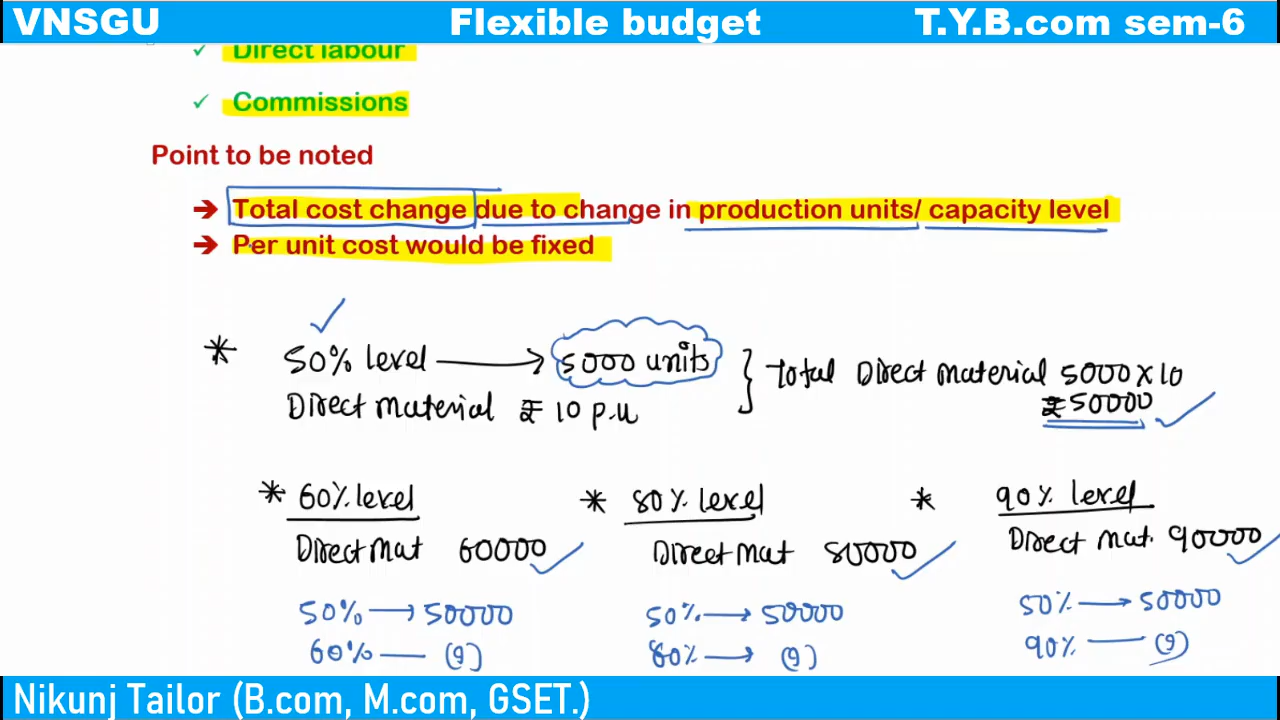 VNSGU Flexible budget T.Y.B.com sem-6
✓ Direct labour
✓ Commissions
Point to be noted
➔ Total cost change due to change in production units/ capacity level
➔ Per unit cost would be fixed
* 50% level → 5000 units } Total Direct Material 5000 x 10
Direct Material ₹ 10 p.u ₹ 50000
* 60% level * 80% level * 90% level
Direct Mat 60000 Direct Mat 80000 Direct Mat. 90000
50% → 50000 50% → 50000 50% → 50000
60% — (?) 80% → (?) 90% — (?)
Nikunj Tailor (B.com, M.com, GSET.)